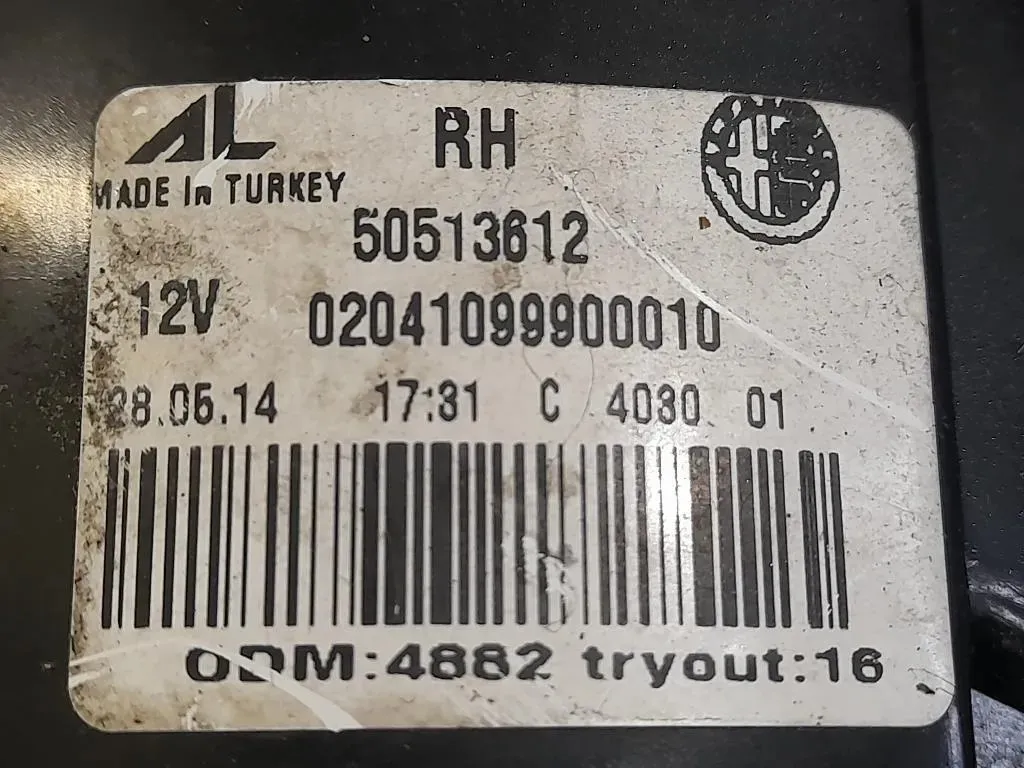 AL RH
MADE In TURKEY
50513612
12V 02041099900010
28.05.14 17:31 C 4030 01
ODM:4882 tryout:16